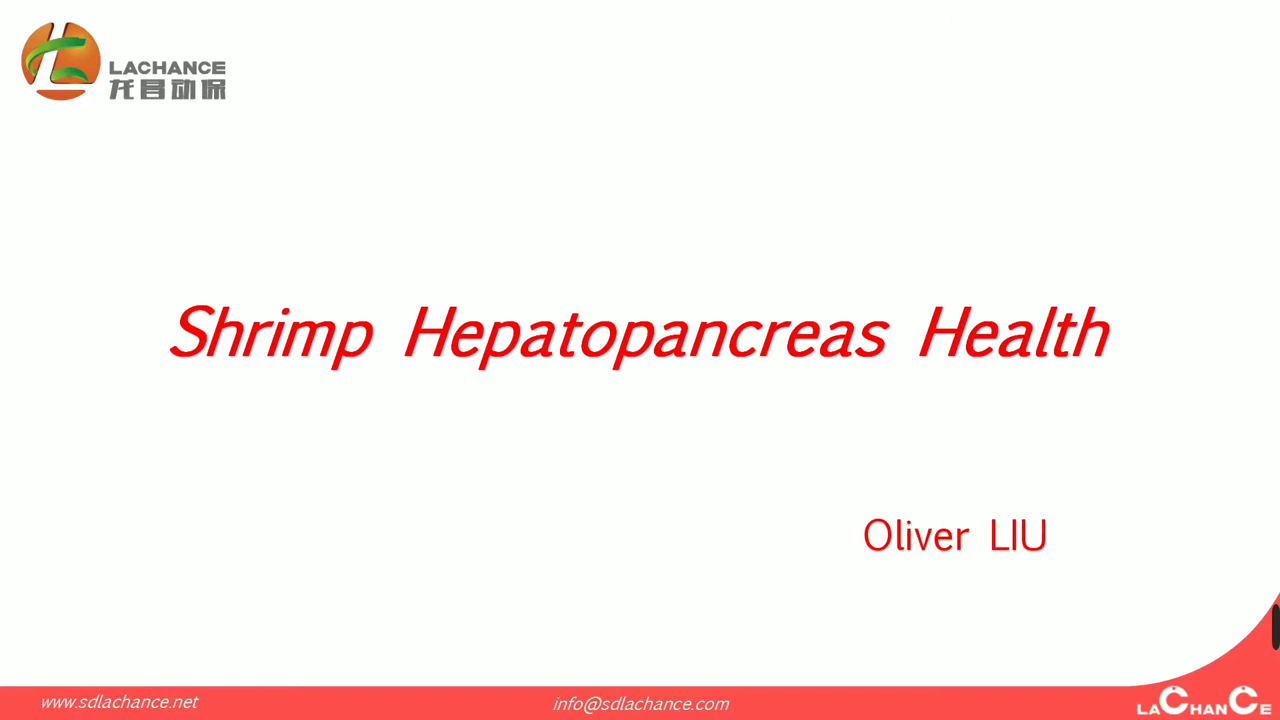 LACHANCE
龙昌动保
Shrimp Hepatopancreas Health
Oliver LIU
www.sdlachance.net
info@sdlachance.com
LACHANCE